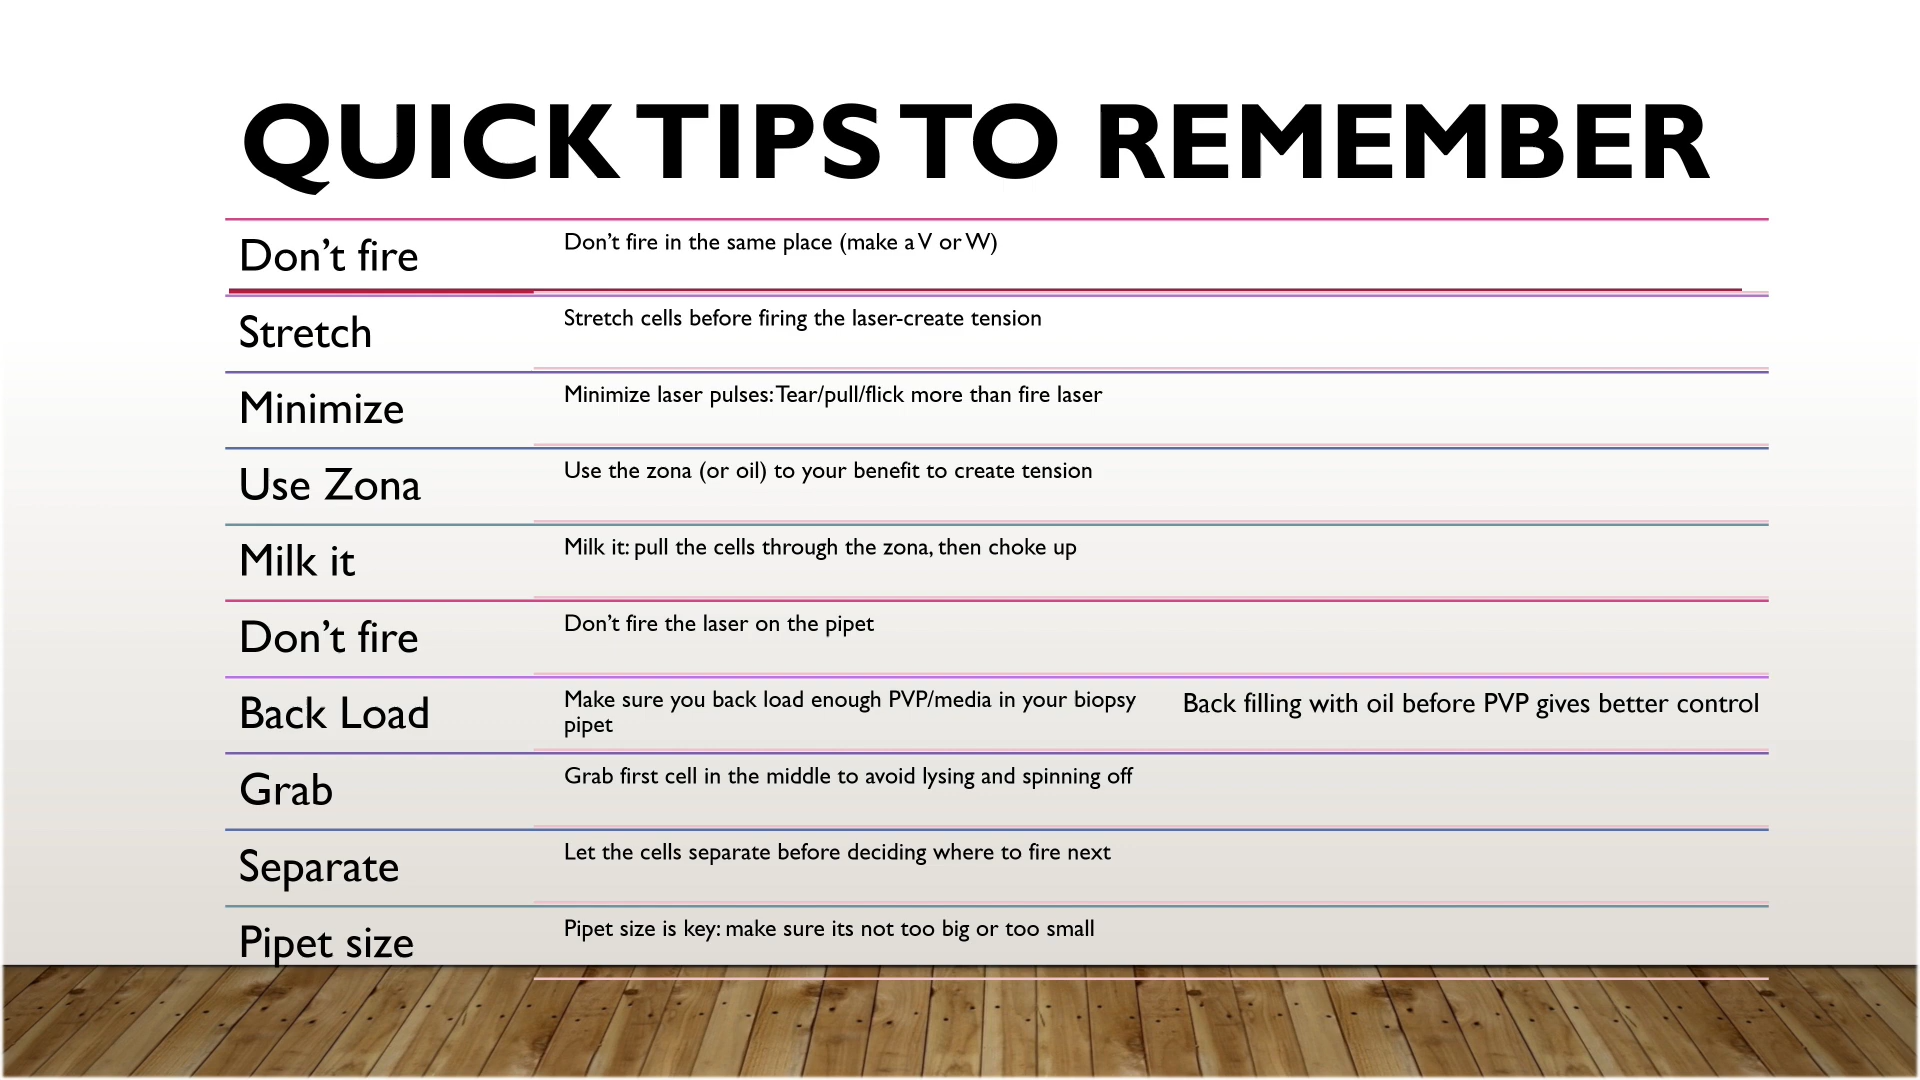 QUICK TIPS TO REMEMBER
Don’t fire
Don’t fire in the same place (make a V or W)
Stretch
Stretch cells before firing the laser-create tension
Minimize
Minimize laser pulses: Tear/pull/flick more than fire laser
Use Zona
Use the zona (or oil) to your benefit to create tension
Milk it
Milk it: pull the cells through the zona, then choke up
Don’t fire
Don’t fire the laser on the pipet
Back Load
Make sure you back load enough PVP/media in your biopsy
pipet
Back filling with oil before PVP gives better control
Grab
Grab first cell in the middle to avoid lysing and spinning off
Separate
Let the cells separate before deciding where to fire next
Pipet size
Pipet size is key: make sure its not too big or too small